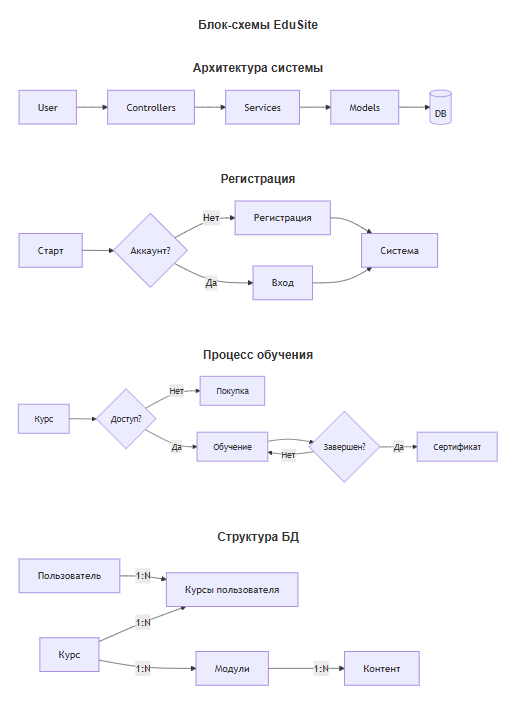 Блок-схемы EduSite
Архитектура системы
User
Controllers
Services
Models
DB
Регистрация
Старт
Аккаунт?
Нет
Регистрация
Да
Вход
Система
Процесс обучения
Курс
Доступ?
Нет
Покупка
Да
Обучение
Нет
Завершен?
Да
Сертификат
Структура БД
Пользователь
1:N
Курсы пользователя
1:N
Курс
1:N
Модули
1:N
Контент